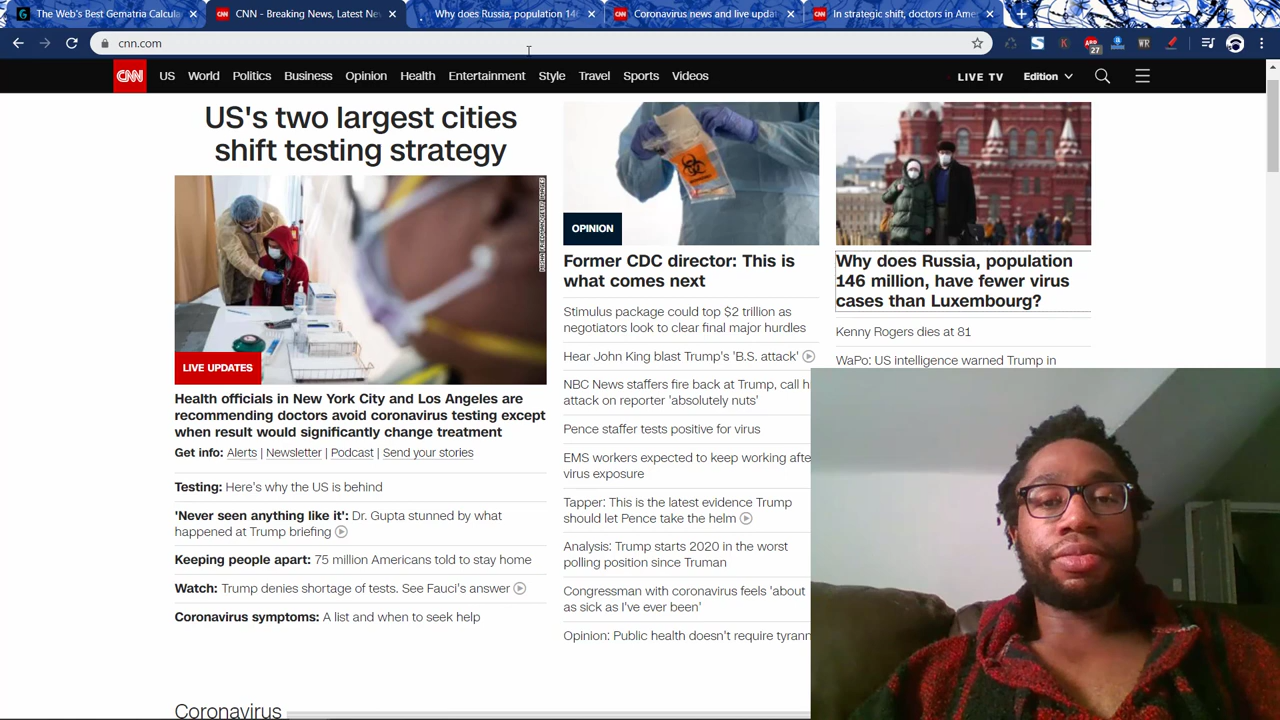 The Web's Best Gematria Calcula
CNN - Breaking News, Latest Ne
Why does Russia, population 146
Coronavirus news and live updat
In strategic shift, doctors in Ame
cnn.com
27
WR
CNN
US World Politics Business Opinion Health Entertainment Style Travel Sports Videos
LIVE TV Edition
US's two largest cities
shift testing strategy
LIVE UPDATES
Health officials in New York City and Los Angeles are
recommending doctors avoid coronavirus testing except
when result would significantly change treatment
Get info: Alerts | Newsletter | Podcast | Send your stories
Testing: Here's why the US is behind
'Never seen anything like it': Dr. Gupta stunned by what
happened at Trump briefing
Keeping people apart: 75 million Americans told to stay home
Watch: Trump denies shortage of tests. See Fauci's answer
Coronavirus symptoms: A list and when to seek help
Coronavirus
OPINION
Former CDC director: This is
what comes next
Stimulus package could top $2 trillion as
negotiators look to clear final major hurdles
Hear John King blast Trump's 'B.S. attack'
NBC News staffers fire back at Trump, call h
attack on reporter 'absolutely nuts'
Pence staffer tests positive for virus
EMS workers expected to keep working afte
virus exposure
Tapper: This is the latest evidence Trump
should let Pence take the helm
Analysis: Trump starts 2020 in the worst
polling position since Truman
Congressman with coronavirus feels 'about
as sick as I've ever been'
Opinion: Public health doesn't require tyrann
Why does Russia, population
146 million, have fewer virus
cases than Luxembourg?
Kenny Rogers dies at 81
WaPo: US intelligence warned Trump in